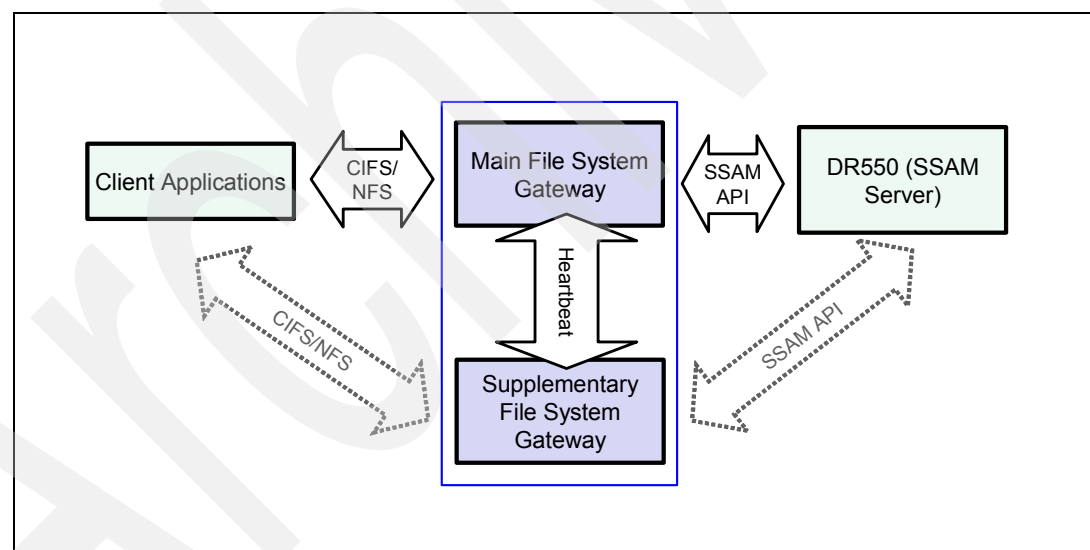 Client Applications
CIFS/
NFS
Main File System
Gateway
SSAM
API
DR550 (SSAM
Server)
Heartbeat
CIFS/NFS
SSAM API
Supplementary
File System
Gateway